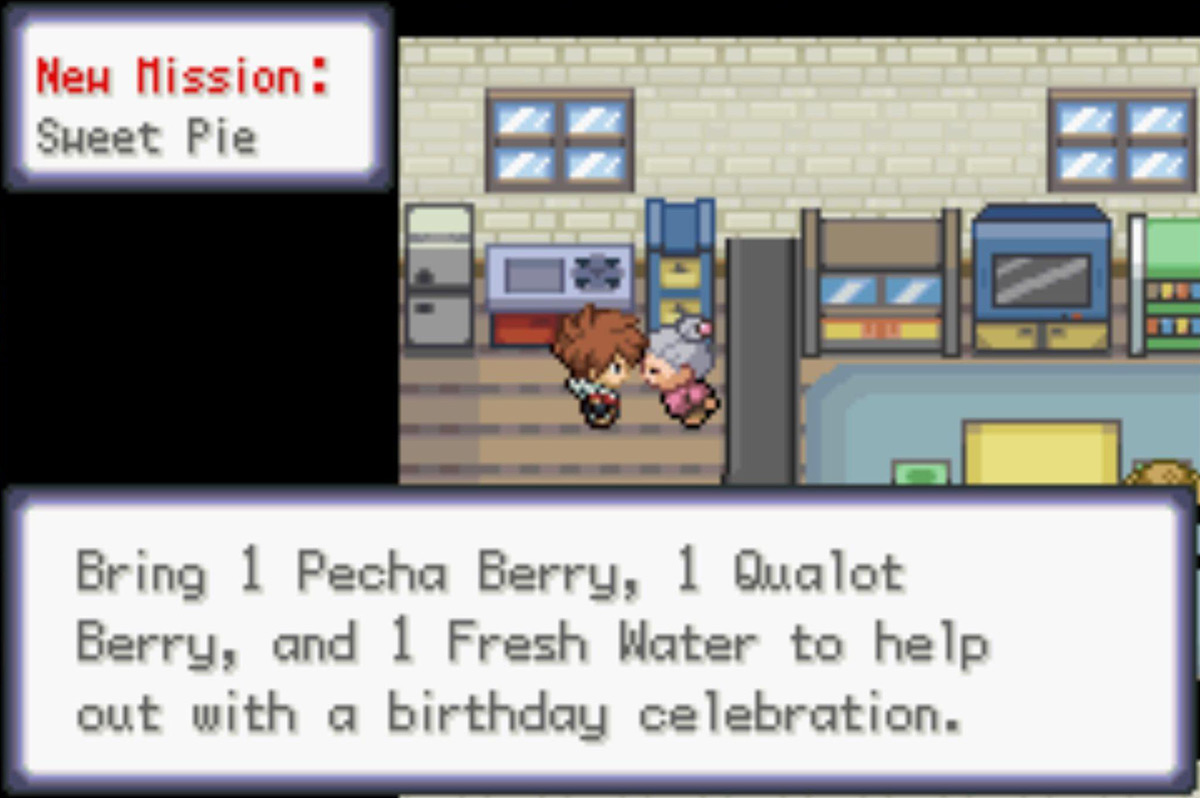 New Mission:
Sweet Pie
Bring 1 Pecha Berry, 1 Qualot
Berry, and 1 Fresh Water to help
out with a birthday celebration.